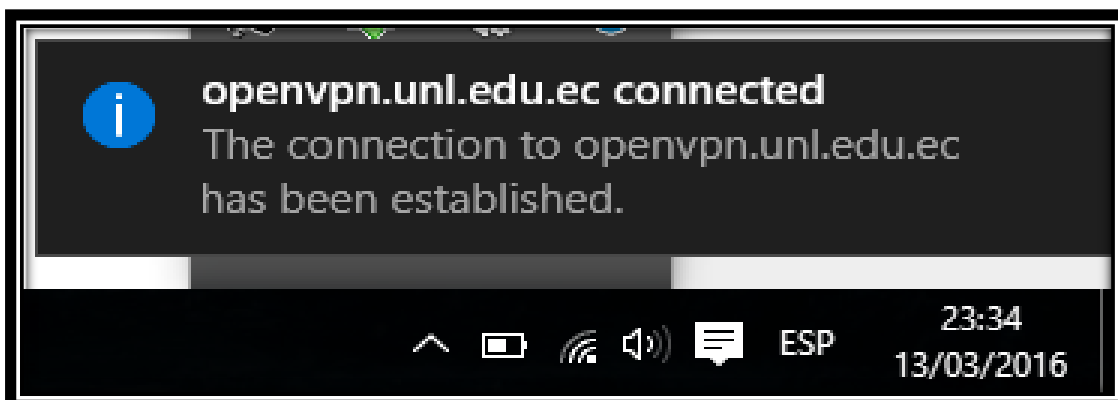 openvpn.unl.edu.ec connected
The connection to openvpn.unl.edu.ec
has been established.
ESP
23:34
13/03/2016